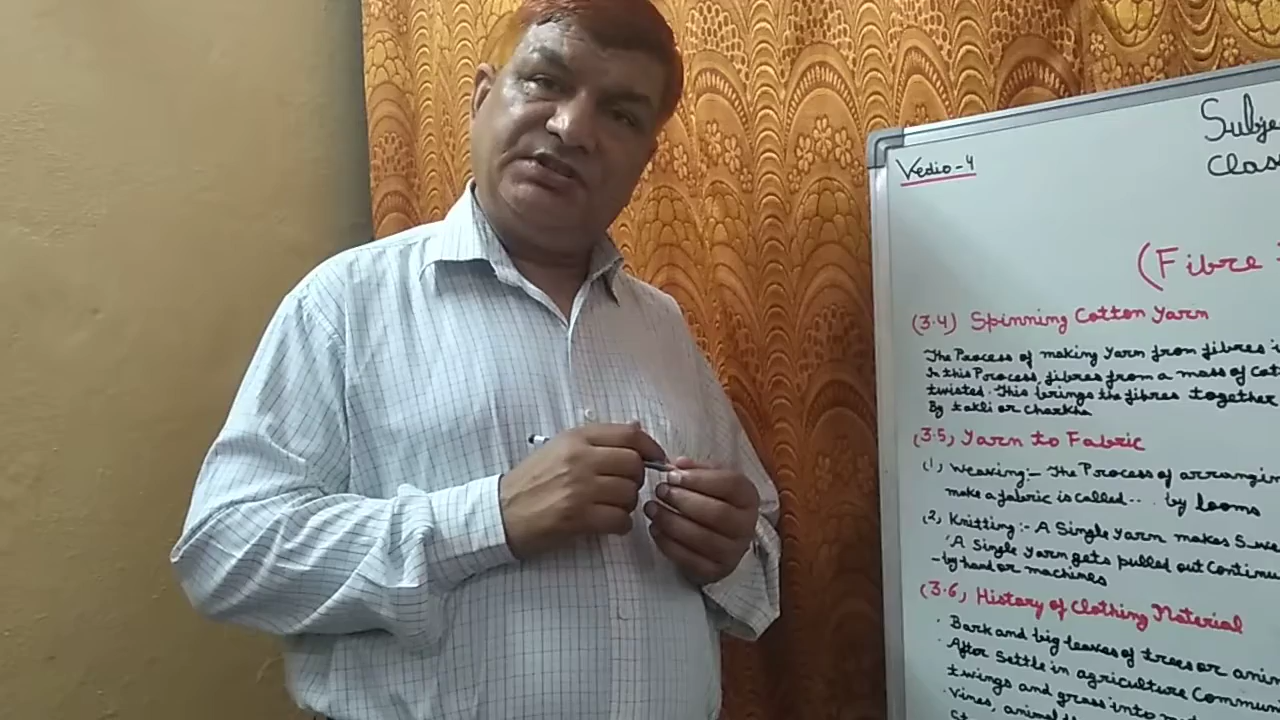 Vedio-4
Subje
Clas
(Fibre
(3.4) Spinning Cotton Yarn
The Process of making Yarn from fibres i
In this Process, fibres from a mass of Cot
twisted. This brings the fibres together
By takli or Charkha
(3.5) Yarn to Fabric
(1) Weaving:- The Process of arrangin
make a fabric is called.. by looms
(2) Knitting:- A Single Yarn makes Swe
A Single yarn gets pulled out Continu
- by hand or machines
(3.6) History of Clothing Material
· Bark and big leaves of trees or anim
· After Settle in agriculture Commun
twings and grass into m
· Vines, animal